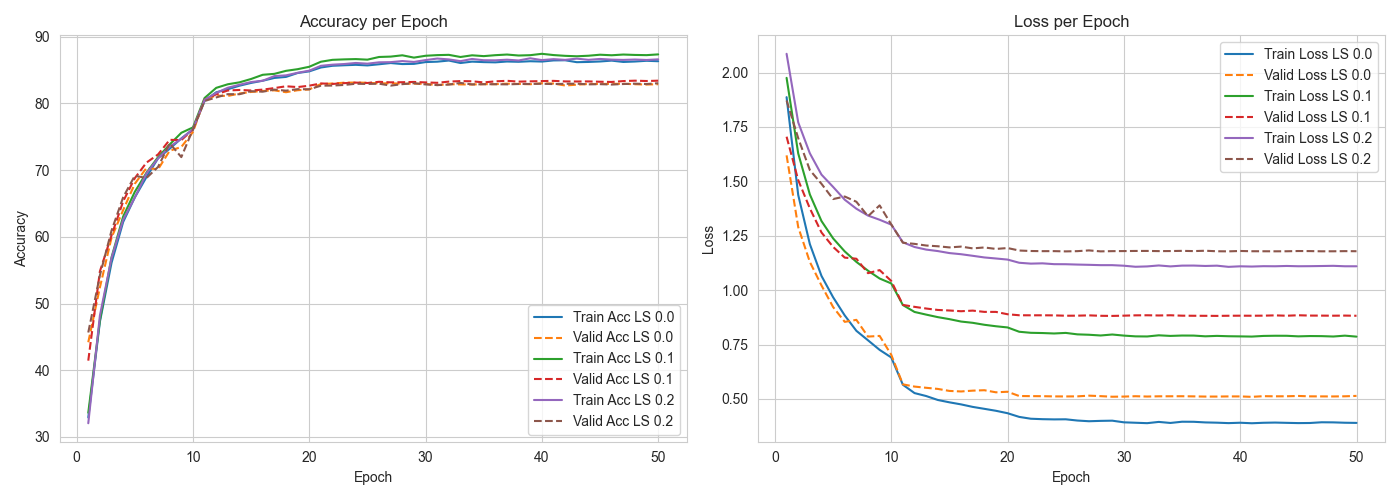 Accuracy per Epoch
90
80
70
60
50
40
30
Accuracy
0
10
20
30
40
50
Epoch
Train Acc LS 0.0
Valid Acc LS 0.0
Train Acc LS 0.1
Valid Acc LS 0.1
Train Acc LS 0.2
Valid Acc LS 0.2
Loss per Epoch
2.00
1.75
1.50
1.25
1.00
0.75
0.50
Loss
0
10
20
30
40
50
Epoch
Train Loss LS 0.0
Valid Loss LS 0.0
Train Loss LS 0.1
Valid Loss LS 0.1
Train Loss LS 0.2
Valid Loss LS 0.2